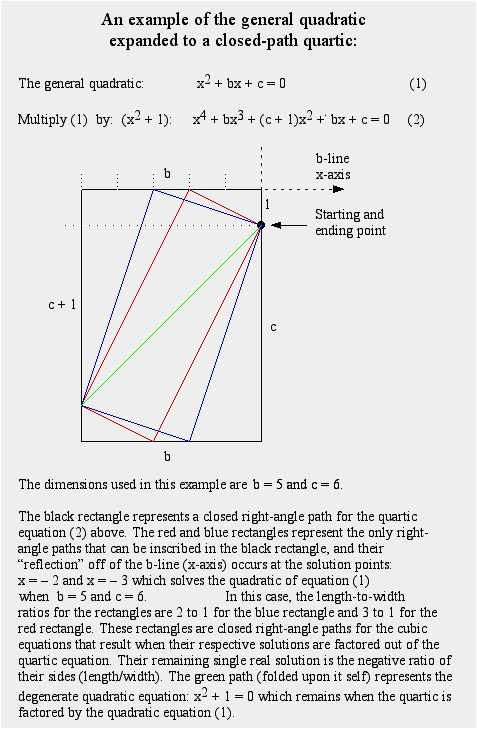 An example of the general quadratic
expanded to a closed-path quartic:
The general quadratic: x² + bx + c = 0 (1)
Multiply (1) by: (x² + 1): x⁴ + bx³ + (c + 1)x² + bx + c = 0 (2)
b-line
x-axis
b
1
Starting and
ending point
c + 1
c
b
The dimensions used in this example are b = 5 and c = 6.
The black rectangle represents a closed right-angle path for the quartic
equation (2) above. The red and blue rectangles represent the only right-
angle paths that can be inscribed in the black rectangle, and their
“reflection” off of the b-line (x-axis) occurs at the solution points:
x = – 2 and x = – 3 which solves the quadratic of equation (1)
when b = 5 and c = 6. In this case, the length-to-width
ratios for the rectangles are 2 to 1 for the blue rectangle and 3 to 1 for the
red rectangle. These rectangles are closed right-angle paths for the cubic
equations that result when their respective solutions are factored out of the
quartic equation. Their remaining single real solution is the negative ratio of
their sides (length/width). The green path (folded upon it self) represents the
degenerate quadratic equation: x² + 1 = 0 which remains when the quartic is
factored by the quadratic equation (1).